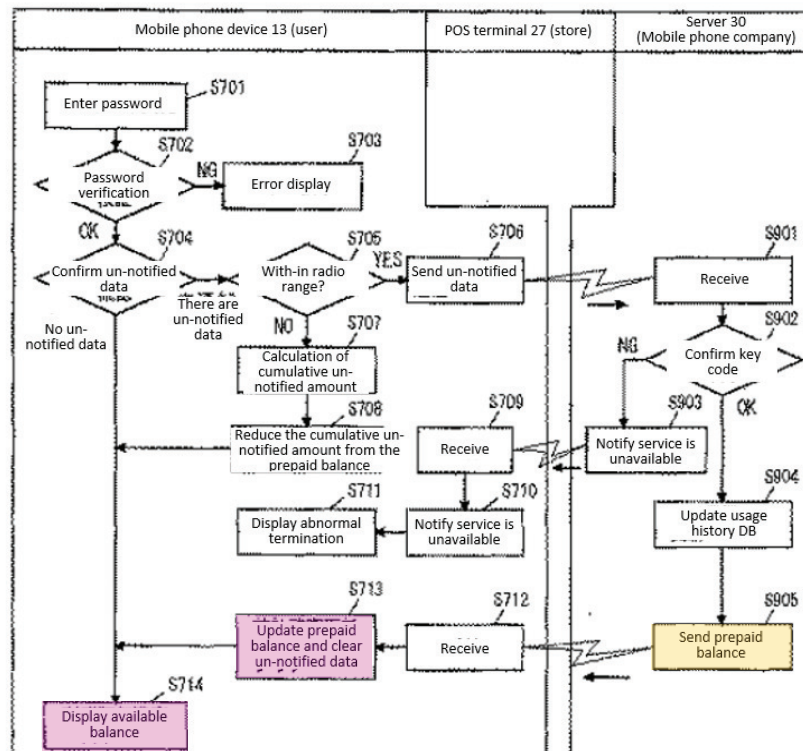 Mobile phone device 13 (user)
POS terminal 27 (store)
Server 30
(Mobile phone company)
S701
Enter password
S702
Password
verification
NG
S703
Error display
OK
S704
Confirm un-notified
data
There are
un-notified
data
No un-
notified data
S705
With-in radio
range?
YES
NO
S706
Send un-notified
data
S901
Receive
S902
Confirm key
code
NG
OK
S707
Calculation of
cumulative un-
notified amount
S708
Reduce the cumulative un-
notified amount from the
prepaid balance
S709
Receive
S903
Notify service is
unavailable
S710
Notify service is
unavailable
S711
Display abnormal
termination
S904
Update usage
history DB
S713
Update prepaid
balance and clear
un-notified data
S712
Receive
S905
Send prepaid
balance
S714
Display available
balance